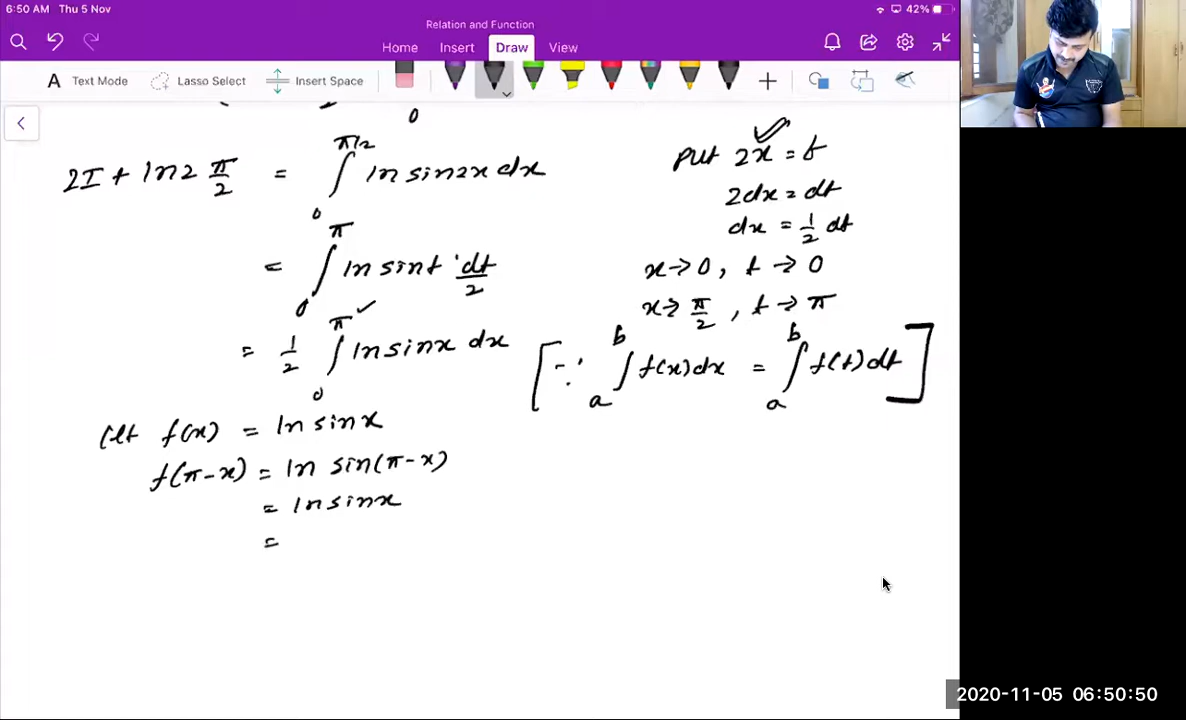 6:50 AM Thu 5 Nov 42%
Relation and Function
Home Insert Draw View
A Text Mode Lasso Select Insert Space
0
2I + ln2 π/2 = ∫₀^{π/2} ln sin2x dx
put 2x = t
2dx = dt
dx = 1/2 dt
= ∫₀^π ln sint · dt/2
x→0, t→0
x→π/2, t→π
= 1/2 ∫₀^π ln sinx dx
[∵ ∫ₐᵇ f(x)dx = ∫ₐᵇ f(t)dt]
let f(x) = ln sinx
f(π-x) = ln sin(π-x)
= ln sinx
=
2020-11-05 06:50:50